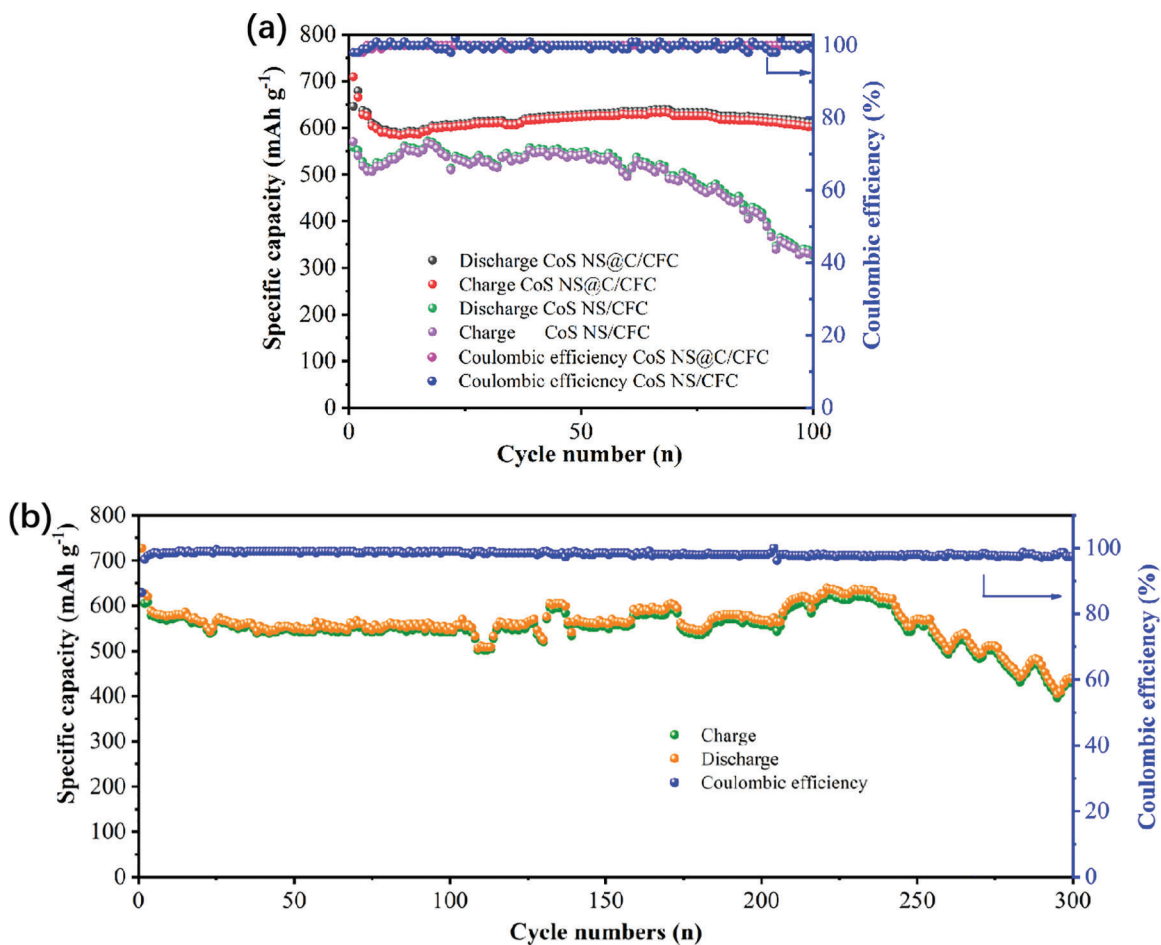 (a)
Specific capacity (mAh g-1)
800
700
600
500
400
300
200
100
0
Discharge CoS NS@C/CFC
Charge CoS NS@C/CFC
Discharge CoS NS/CFC
Charge CoS NS/CFC
Coulombic efficiency CoS NS@C/CFC
Coulombic efficiency CoS NS/CFC
100
80
60
40
20
0
Coulombic efficiency (%)
0 50 100
Cycle number (n)
(b)
Specific capacity (mAh g-1)
800
700
600
500
400
300
200
100
0
Charge
Discharge
Coulombic efficiency
100
80
60
40
20
0
Coulombic efficiency (%)
0 50 100 150 200 250 300
Cycle numbers (n)